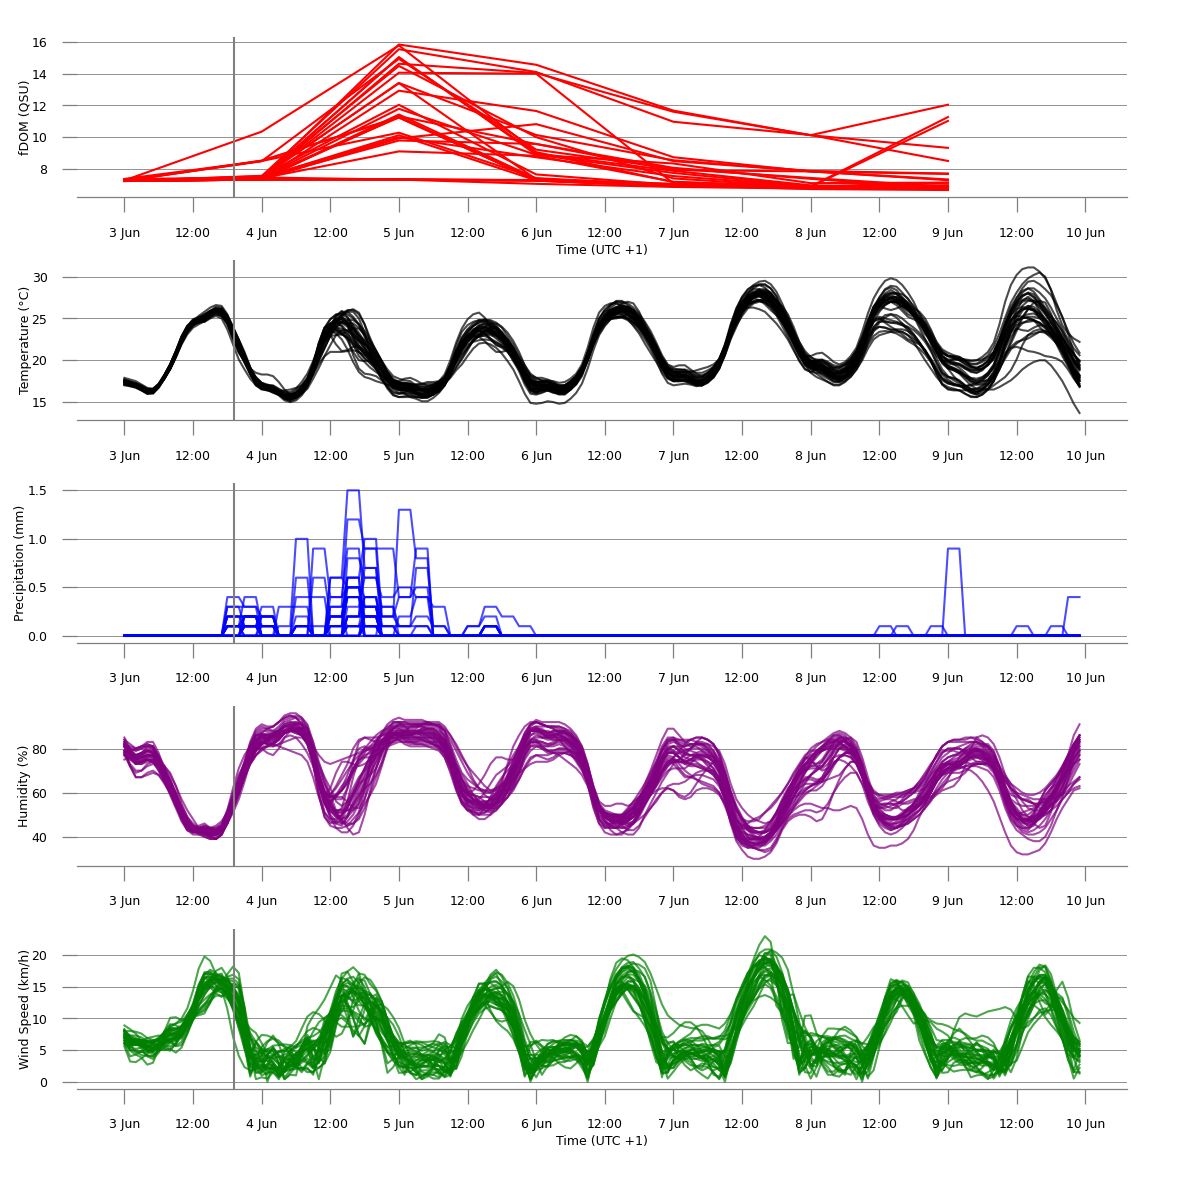 fDOM (QSU)
16
14
12
10
8
3 Jun 12:00 4 Jun 12:00 5 Jun 12:00 6 Jun 12:00 7 Jun 12:00 8 Jun 12:00 9 Jun 12:00 10 Jun
Time (UTC +1)
Temperature (°C)
30
25
20
15
3 Jun 12:00 4 Jun 12:00 5 Jun 12:00 6 Jun 12:00 7 Jun 12:00 8 Jun 12:00 9 Jun 12:00 10 Jun
Precipitation (mm)
1.5
1.0
0.5
0.0
3 Jun 12:00 4 Jun 12:00 5 Jun 12:00 6 Jun 12:00 7 Jun 12:00 8 Jun 12:00 9 Jun 12:00 10 Jun
Humidity (%)
80
60
40
3 Jun 12:00 4 Jun 12:00 5 Jun 12:00 6 Jun 12:00 7 Jun 12:00 8 Jun 12:00 9 Jun 12:00 10 Jun
Wind Speed (km/h)
20
15
10
5
0
3 Jun 12:00 4 Jun 12:00 5 Jun 12:00 6 Jun 12:00 7 Jun 12:00 8 Jun 12:00 9 Jun 12:00 10 Jun
Time (UTC +1)